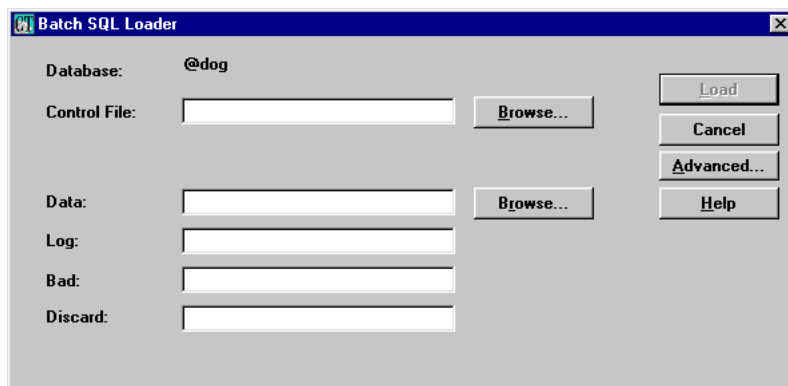 Batch SQL Loader
Database: @dog
Control File: Browse...
Load
Cancel
Advanced...
Data: Browse...
Help
Log:
Bad:
Discard: